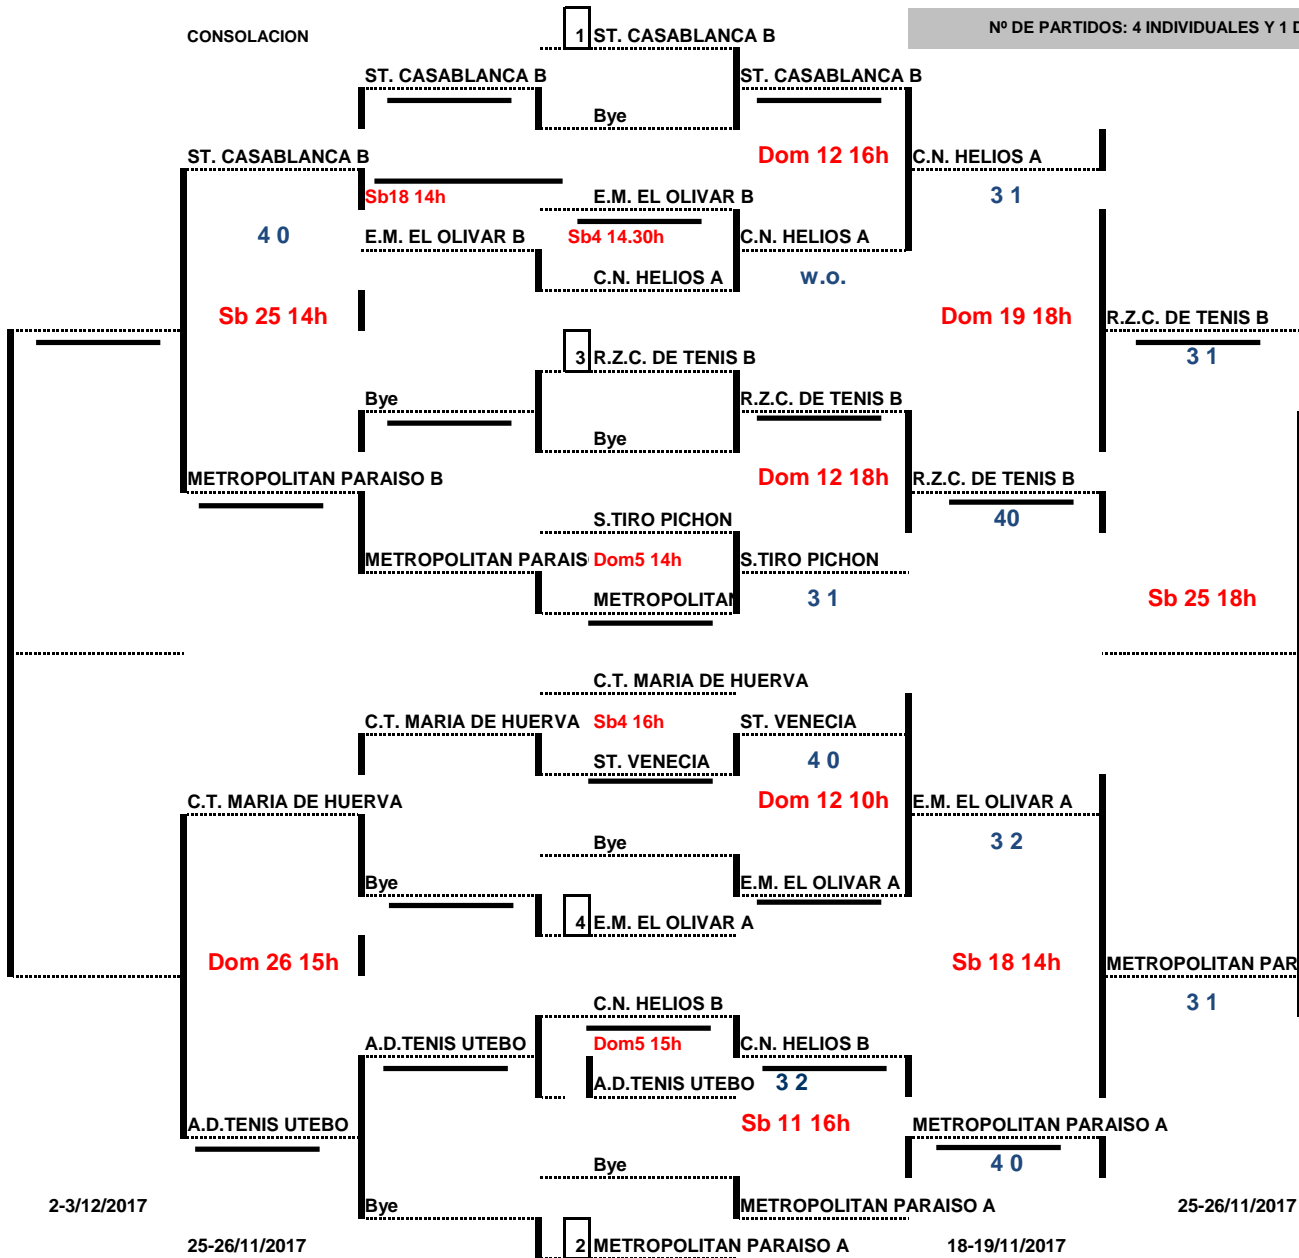 1 ST. CASABLANCA B
CONSOLACION
Nº DE PARTIDOS: 4 INDIVIDUALES Y 1 D
ST. CASABLANCA B
ST. CASABLANCA B
Bye
ST. CASABLANCA B
Dom 12 16h
C.N. HELIOS A
Sb18 14h
E.M. EL OLIVAR B
3 1
4 0
E.M. EL OLIVAR B
Sb4 14.30h
C.N. HELIOS A
C.N. HELIOS A
w.o.
Sb 25 14h
Dom 19 18h
R.Z.C. DE TENIS B
3 R.Z.C. DE TENIS B
3 1
Bye
R.Z.C. DE TENIS B
Bye
METROPOLITAN PARAISO B
Dom 12 18h
R.Z.C. DE TENIS B
S.TIRO PICHON
40
METROPOLITAN PARAIS
Dom5 14h
S.TIRO PICHON
METROPOLITAN
3 1
Sb 25 18h
C.T. MARIA DE HUERVA
C.T. MARIA DE HUERVA
Sb4 16h
ST. VENECIA
ST. VENECIA
4 0
C.T. MARIA DE HUERVA
Dom 12 10h
E.M. EL OLIVAR A
Bye
3 2
Bye
E.M. EL OLIVAR A
4 E.M. EL OLIVAR A
Dom 26 15h
Sb 18 14h
METROPOLITAN PAR
C.N. HELIOS B
3 1
A.D.TENIS UTEBO
Dom5 15h
C.N. HELIOS B
A.D.TENIS UTEBO
3 2
A.D.TENIS UTEBO
Sb 11 16h
METROPOLITAN PARAISO A
Bye
4 0
2-3/12/2017
Bye
METROPOLITAN PARAISO A
25-26/11/2017
25-26/11/2017
2 METROPOLITAN PARAISO A
18-19/11/2017